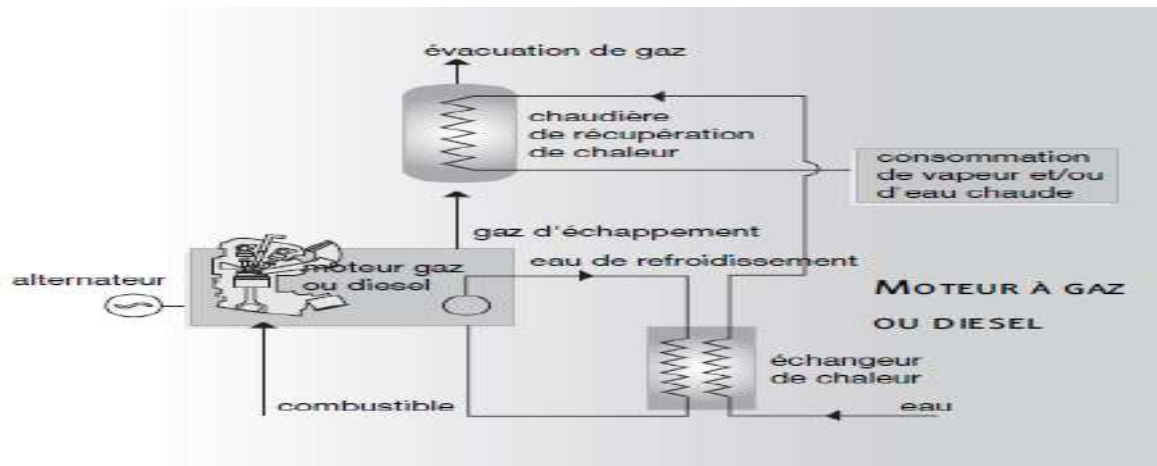 évacuation de gaz
chaudière
de récupération
de chaleur
consommation
de vapeur et/ou
d'eau chaude
gaz d'échappement
eau de refroidissement
alternateur
moteur gaz
ou diesel
MOTEUR À GAZ
OU DIESEL
échangeur
de chaleur
combustible
eau